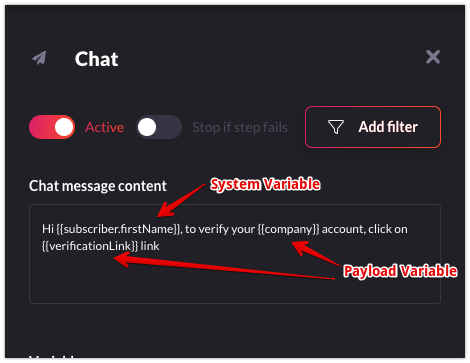 Chat
Active
Stop if step fails
Add filter
System Variable
Chat message content
Hi {{subscriber.firstName}}, to verify your {{company}} account, click on
{{verificationLink}} link
Payload Variable